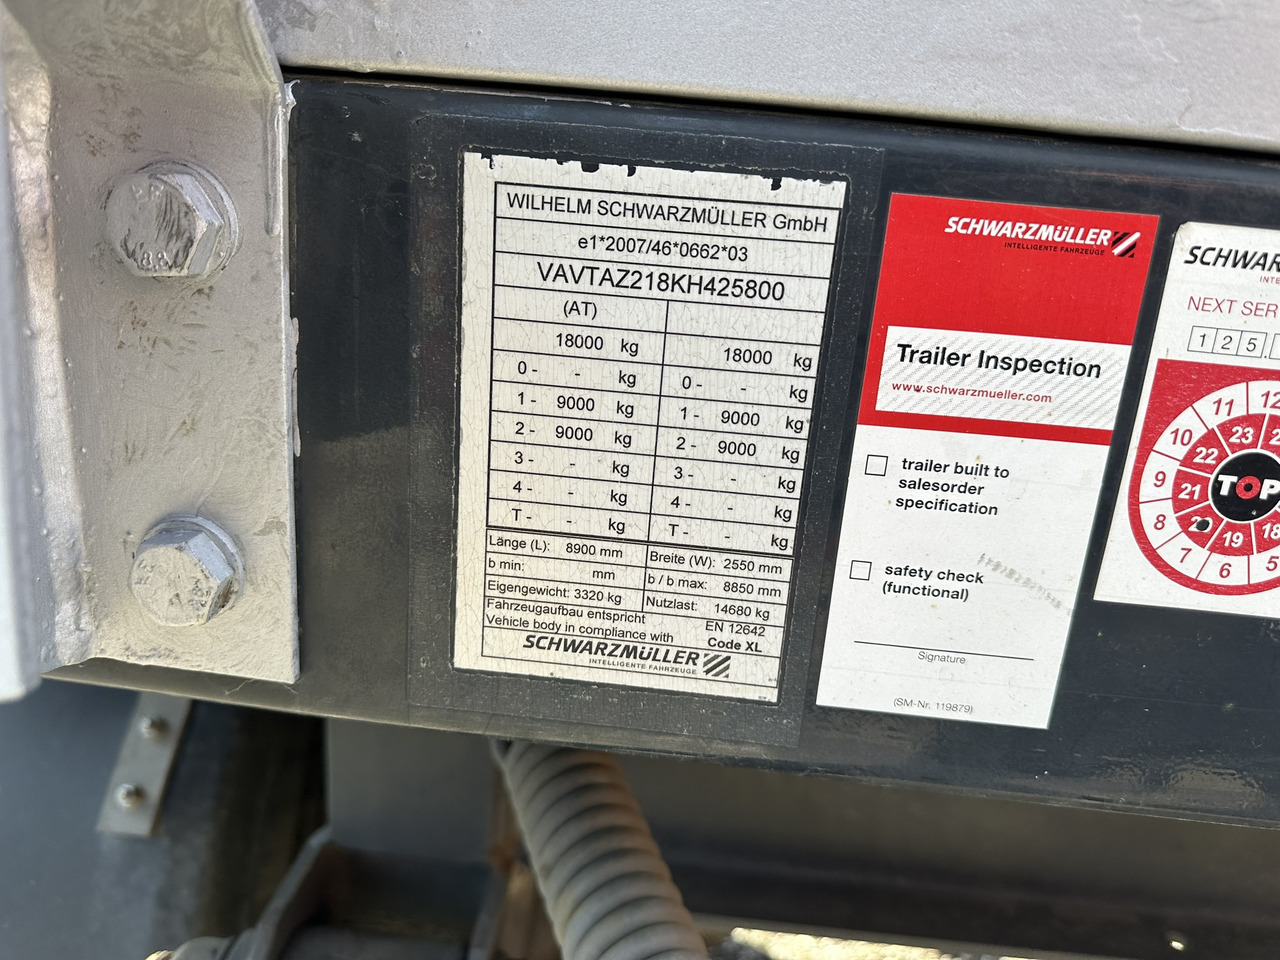 WILHELM SCHWARZMÜLLER GmbH
e1*2007/46*0662*03
VAVTAZ218KH425800
(AT)
18000 kg 18000 kg
0 - - kg 0 - - kg
1 - 9000 kg 1 - 9000 kg
2 - 9000 kg 2 - 9000 kg
3 - - kg 3 - - kg
4 - - kg 4 - - kg
T - - kg T - - kg
Länge (L): 8900 mm Breite (W): 2550 mm
b min: mm b / b max: 8850 mm
Eigengewicht: 3320 kg Nutzlast: 14680 kg
Fahrzeugaufbau entspricht EN 12642
Vehicle body in compliance with Code XL
SCHWARZMÜLLER
INTELLIGENTE FAHRZEUGE
SCHWARZMÜLLER
INTELLIGENTE FAHRZEUGE
Trailer Inspection
www.schwarzmueller.com
trailer built to
salesorder
specification
safety check
(functional)
Signature
(SM-Nr. 119879)
SCHWAR
INTE
NEXT SER
1 2 5
11 12
10 23
9 22
21
8 19 18
7 6 5
TOP
8.8